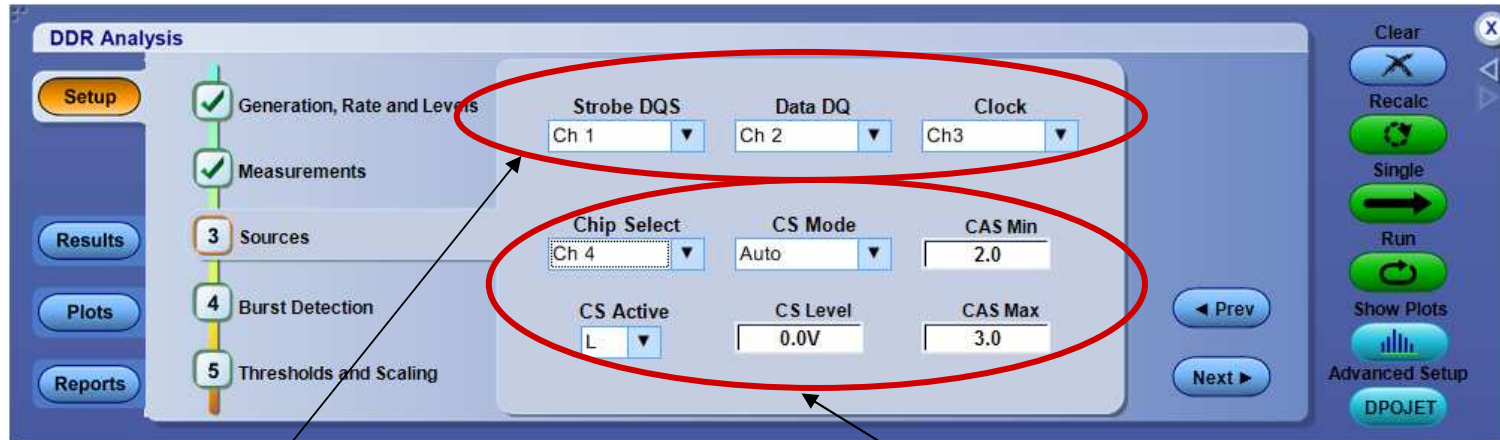 DDR Analysis
Setup
Results
Plots
Reports
Generation, Rate and Levels
Measurements
3 Sources
4 Burst Detection
5 Thresholds and Scaling
Strobe DQS Data DQ Clock
Ch 1 Ch 2 Ch3
Chip Select CS Mode CAS Min
Ch 4 Auto 2.0
CS Active CS Level CAS Max
L 0.0V 3.0
◄ Prev
Next ►
Clear
X
Recalc
Single
Run
Show Plots
Advanced Setup
DPOJET